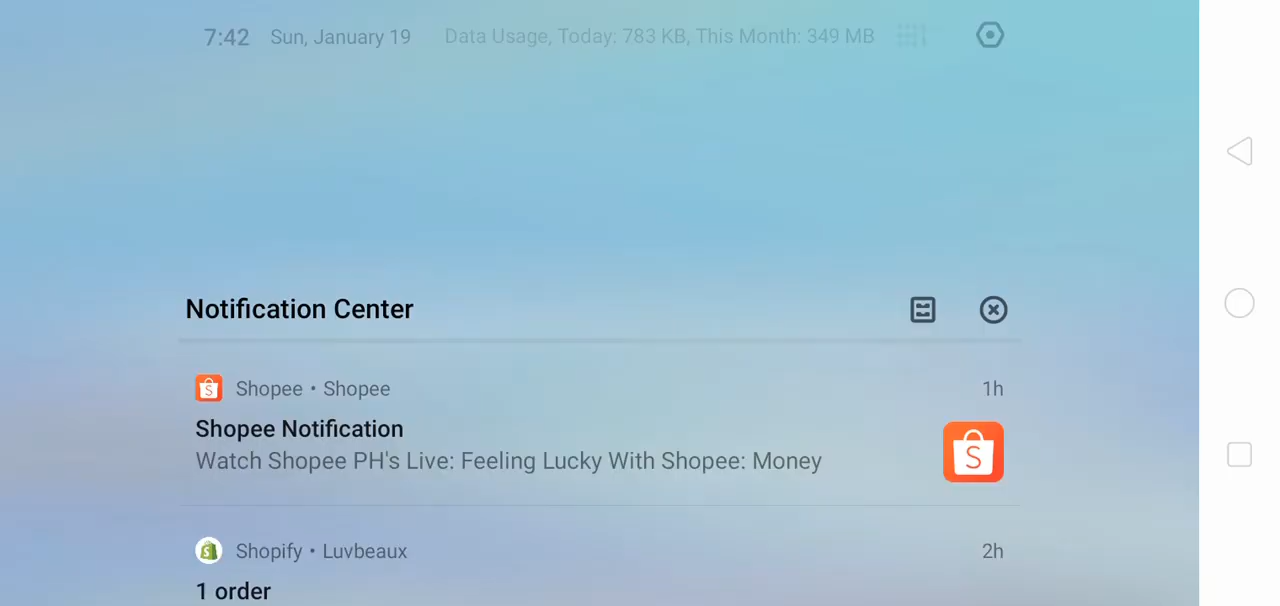 7:42 Sun, January 19 Data Usage, Today: 783 KB, This Month: 349 MB
Notification Center
Shopee • Shopee 1h
Shopee Notification
Watch Shopee PH's Live: Feeling Lucky With Shopee: Money
Shopify • Luvbeaux 2h
1 order